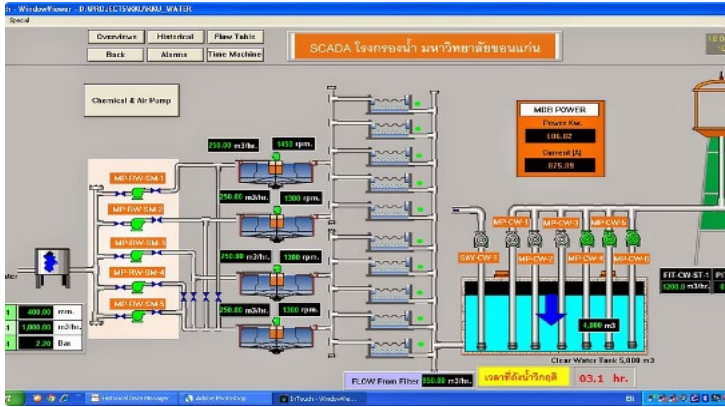 ch - WindowViewer - D:\PROJECTS\KKU\KKU_WATER
Special
Overviews Historical Flow Table
Back Alarms Time Machine
SCADA โรงกรองน้ำ มหาวิทยาลัยขอนแก่น
Chemical & Air Pump
MDB POWER
Power Kw.
Current (A)
875.89
250.00 m3/hr. 1450 rpm.
250.00 m3/hr. 1300 rpm.
250.00 m3/hr. 1300 rpm.
250.00 m3/hr. 1300 rpm.
MP-RW-SM-1
MP-RW-SM-2
MP-RW-SM-3
MP-RW-SM-4
MP-RW-SM-5
MP-CW-1 MP-CW-3 MP-CW-5
SAV-CW-1 MP-CW-2 MP-CW-4 MP-CW-6
FIT-CW-ST-1
1200.0 m3/hr.
400.00 mm.
1,000.00 m3/hr.
2.20 Bar
4,000 m3
Clear Water Tank 5,000 m3
FLOW From Filter 950.00 m3/hr. เวลาที่ถังน้ำวิกฤติ 03.1 hr.
Historical Data Manager Adobe Photoshop InTouch - WindowVie...